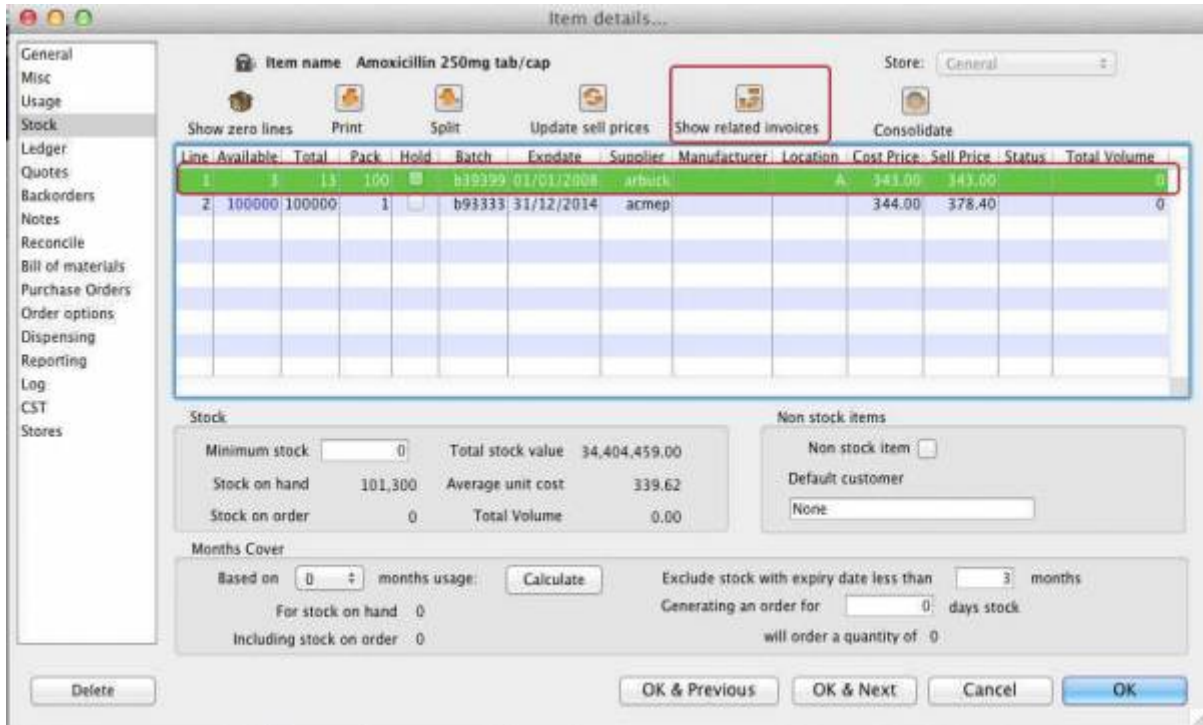 Item details...
General
Misc
Usage
Stock
Ledger
Quotes
Backorders
Notes
Reconcile
Bill of materials
Purchase Orders
Order options
Dispensing
Reporting
Log
CST
Stores
Item name Amoxicillin 250mg tab/cap
Store: General
Show zero lines Print Split Update sell prices Show related invoices Consolidate
Line Available Total Pack Hold Batch Expdate Supplier Manufacturer Location Cost Price Sell Price Status Total Volume
1 3 13 100 b39399 01/01/2008 arbuck A 343.00 343.00 0
2 100000 100000 1 b93333 31/12/2014 acmep 344.00 378.40 0
Stock
Minimum stock 0 Total stock value 34,404,459.00
Stock on hand 101,300 Average unit cost 339.62
Stock on order 0 Total Volume 0.00
Non stock items
Non stock item
Default customer
None
Months Cover
Based on 0 months usage: Calculate Exclude stock with expiry date less than 3 months
For stock on hand 0 Generating an order for 0 days stock
Including stock on order 0 will order a quantity of 0
Delete OK & Previous OK & Next Cancel OK